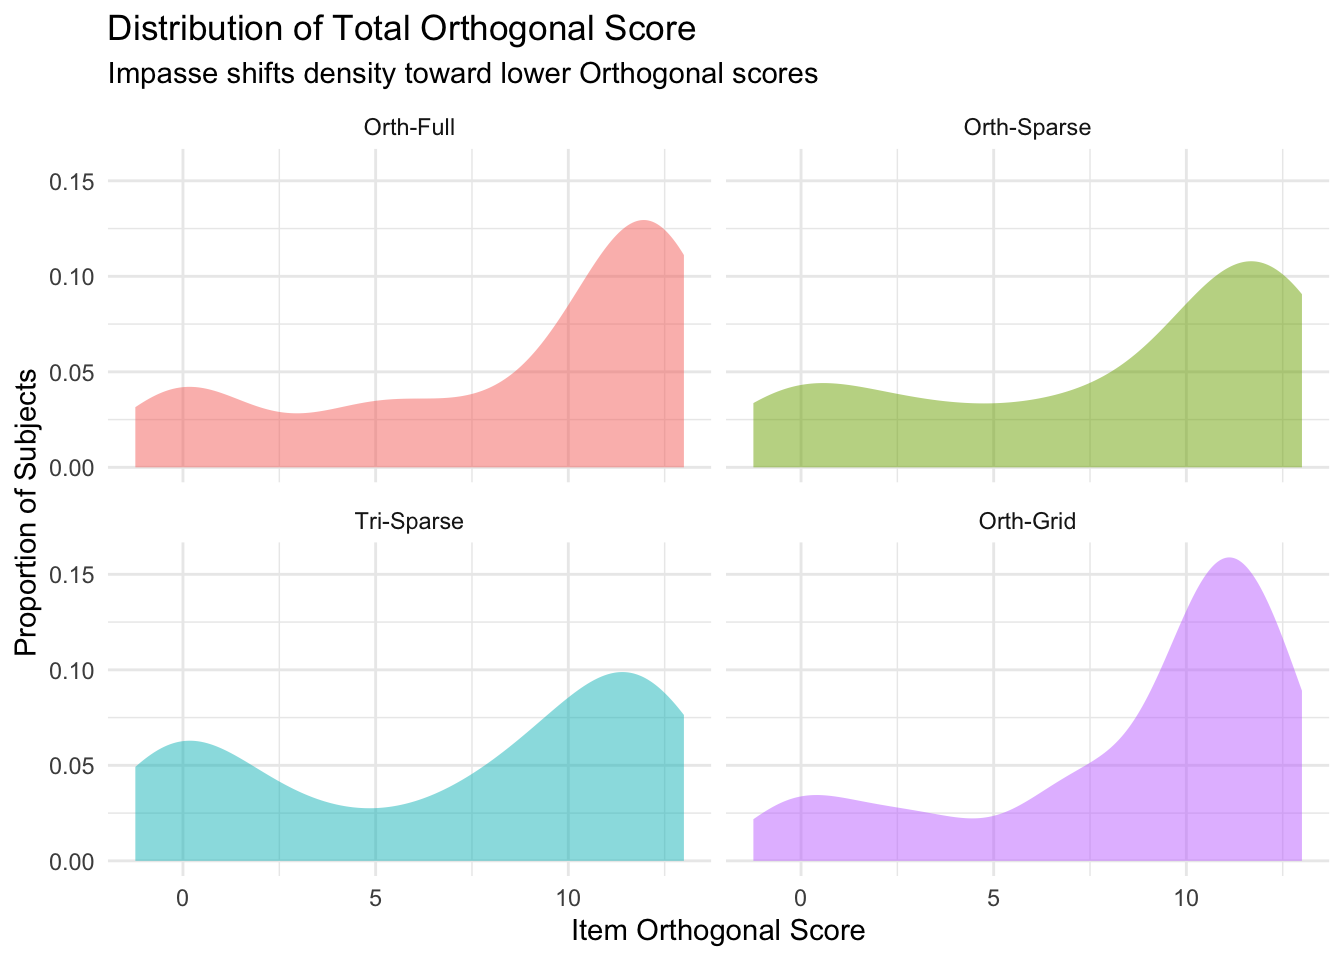 Distribution of Total Orthogonal Score
Impasse shifts density toward lower Orthogonal scores
Orth-Full
Orth-Sparse
0.15
0.10
0.05
0.00
Tri-Sparse
Orth-Grid
0.15
0.10
0.05
0.00
Proportion of Subjects
0 5 10
0 5 10
Item Orthogonal Score